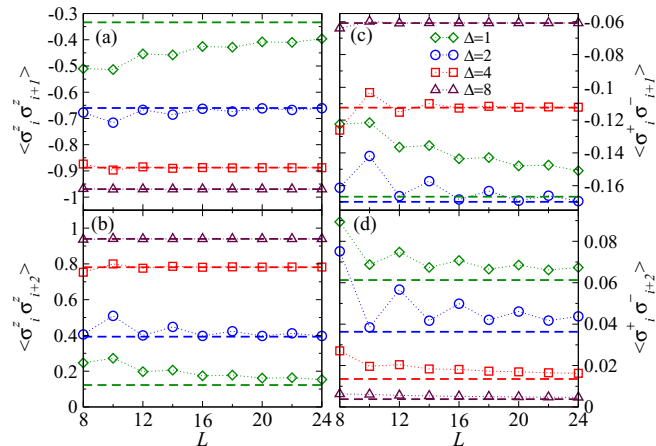 -0.3
-0.4
-0.5
-0.6
-0.7
-0.8
-0.9
-1
(a)
<σ^z_i σ^z_{i+1}>
(c)
Δ=1
Δ=2
Δ=4
Δ=8
-0.06
-0.08
-0.1
-0.12
-0.14
-0.16
<σ^+_i σ^-_{i+1}>
1
0.8
0.6
0.4
0.2
0
(b)
<σ^z_i σ^z_{i+2}>
8 12 16 20 24
L
(d)
0.08
0.06
0.04
0.02
0
<σ^+_i σ^-_{i+2}>
8 12 16 20 24
L